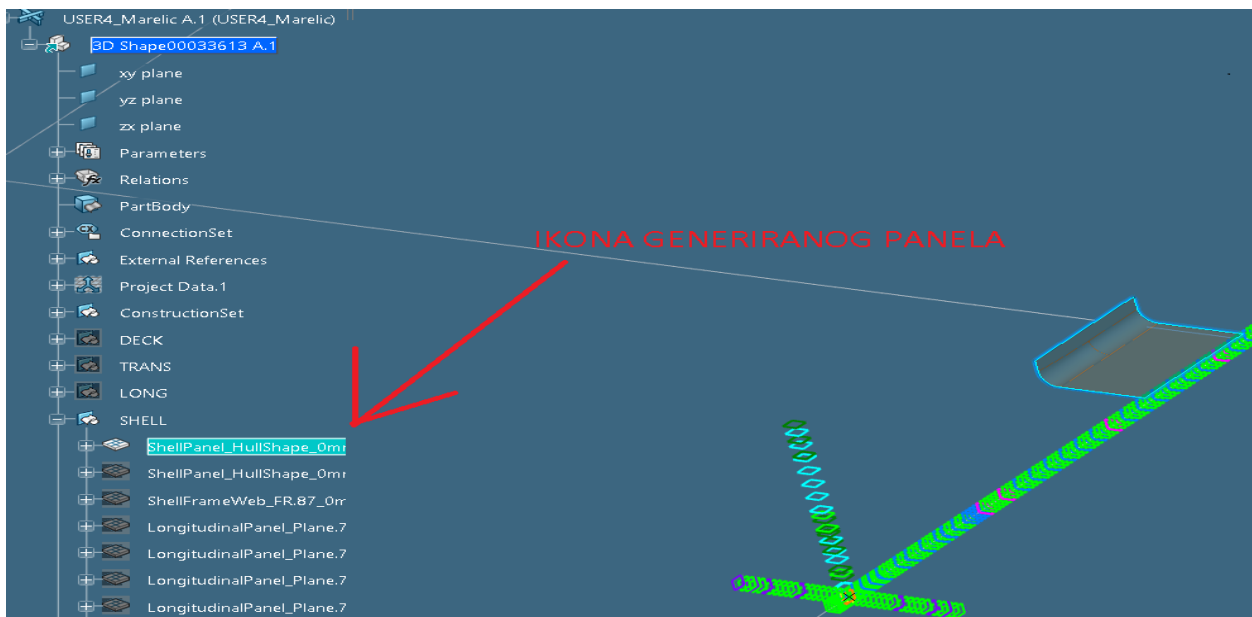 USER4_Marelic A.1 (USER4_Marelic)
3D Shape00033613 A.1
xy plane
yz plane
zx plane
Parameters
Relations
PartBody
ConnectionSet
IKONA GENERIRANOG PANELA
External References
Project Data.1
ConstructionSet
DECK
TRANS
LONG
SHELL
ShellPanel_HullShape_0mr
ShellPanel_HullShape_0mr
ShellFrameWeb_FR.87_0m
LongitudinalPanel_Plane.7
LongitudinalPanel_Plane.7
LongitudinalPanel_Plane.7
LongitudinalPanel_Plane.7